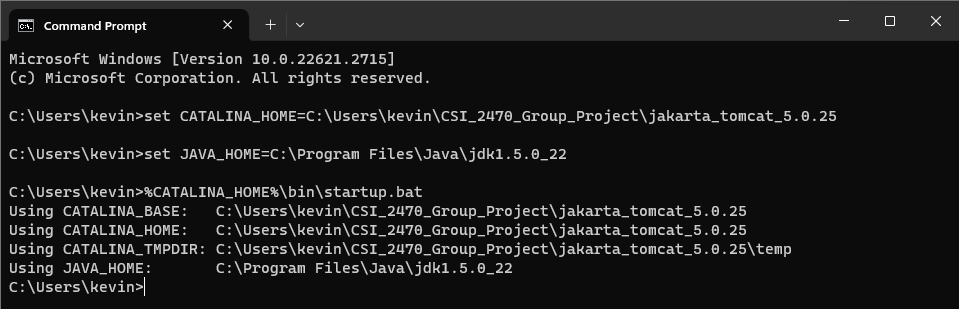 Command Prompt
Microsoft Windows [Version 10.0.22621.2715]
(c) Microsoft Corporation. All rights reserved.
C:\Users\kevin>set CATALINA_HOME=C:\Users\kevin\CSI_2470_Group_Project\jakarta_tomcat_5.0.25
C:\Users\kevin>set JAVA_HOME=C:\Program Files\Java\jdk1.5.0_22
C:\Users\kevin>%CATALINA_HOME%\bin\startup.bat
Using CATALINA_BASE:   C:\Users\kevin\CSI_2470_Group_Project\jakarta_tomcat_5.0.25
Using CATALINA_HOME:   C:\Users\kevin\CSI_2470_Group_Project\jakarta_tomcat_5.0.25
Using CATALINA_TMPDIR: C:\Users\kevin\CSI_2470_Group_Project\jakarta_tomcat_5.0.25\temp
Using JAVA_HOME:       C:\Program Files\Java\jdk1.5.0_22
C:\Users\kevin>